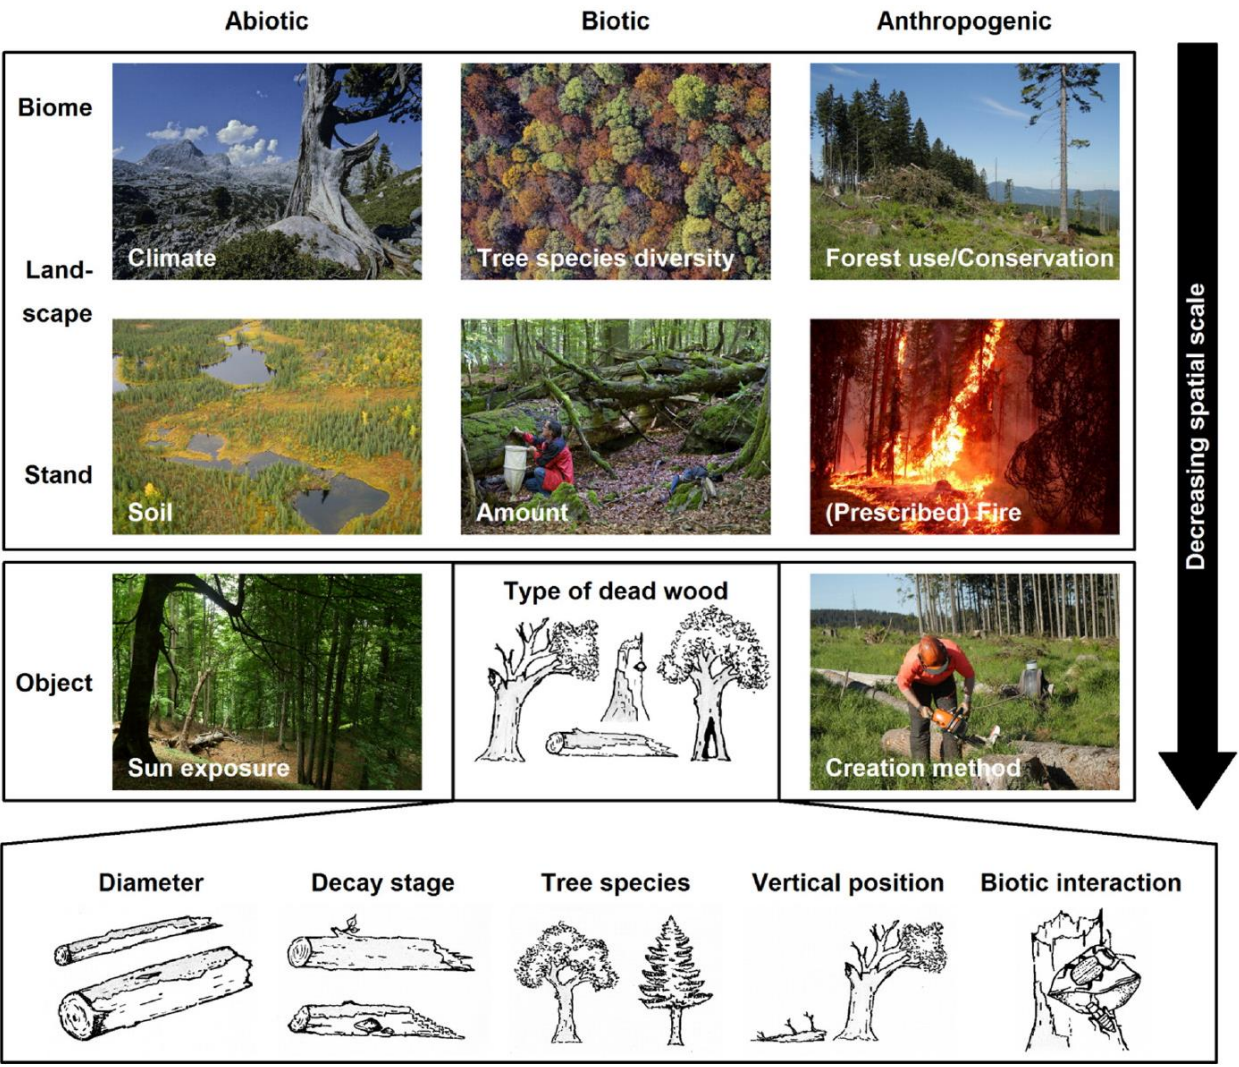 Abiotic
Biotic
Anthropogenic
Biome
Climate
Tree species diversity
Forest use/Conservation
Land-
scape
Stand
Soil
Amount
(Prescribed) Fire
Decreasing spatial scale
Object
Sun exposure
Type of dead wood
Creation method
Diameter
Decay stage
Tree species
Vertical position
Biotic interaction